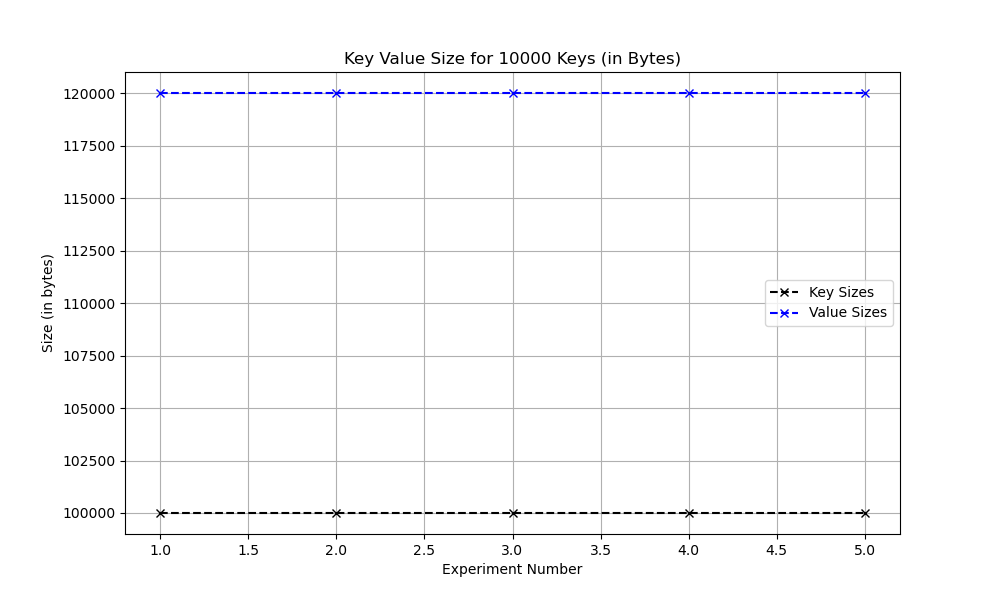 Key Value Size for 10000 Keys (in Bytes)
120000
117500
115000
112500
110000
107500
105000
102500
100000
Size (in bytes)
Key Sizes
Value Sizes
1.0 1.5 2.0 2.5 3.0 3.5 4.0 4.5 5.0
Experiment Number